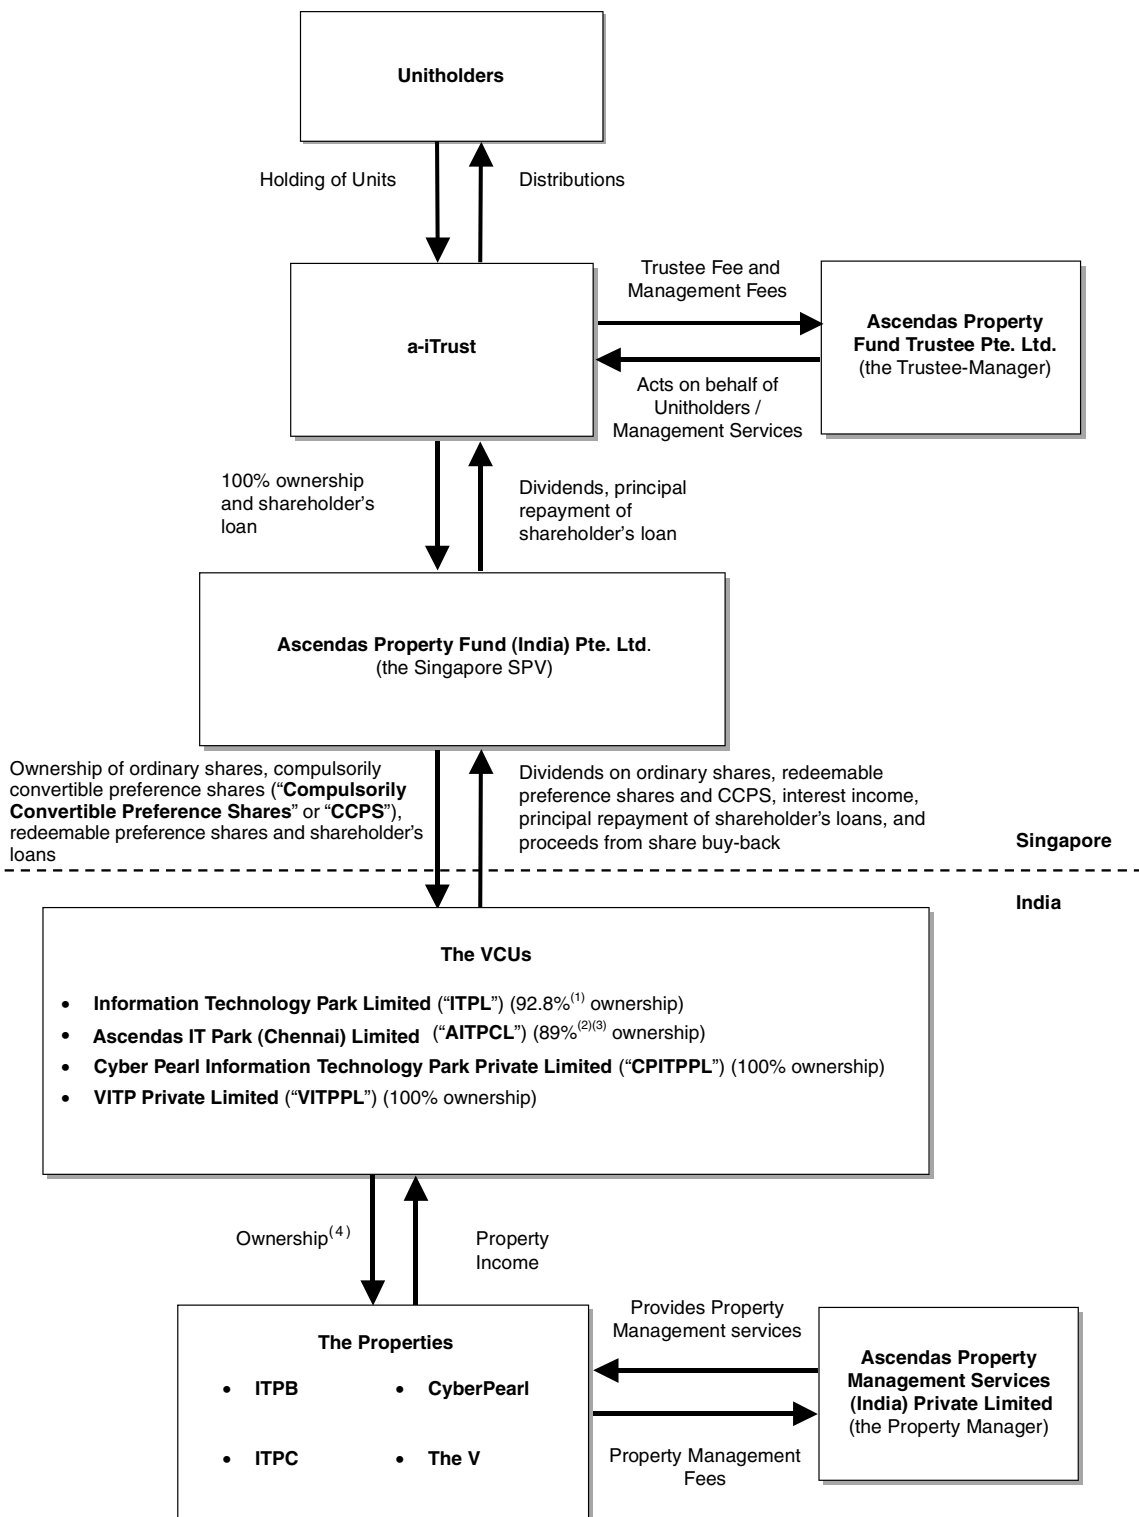 Unitholders
Holding of Units
Distributions
Trustee Fee and
Management Fees
a-iTrust
Ascendas Property
Fund Trustee Pte. Ltd.
(the Trustee-Manager)
Acts on behalf of
Unitholders /
Management Services
100% ownership
and shareholder’s
loan
Dividends, principal
repayment of
shareholder’s loan
Ascendas Property Fund (India) Pte. Ltd.
(the Singapore SPV)
Ownership of ordinary shares, compulsorily
convertible preference shares (“Compulsorily
Convertible Preference Shares” or “CCPS”),
redeemable preference shares and shareholder’s
loans
Dividends on ordinary shares, redeemable
preference shares and CCPS, interest income,
principal repayment of shareholder’s loans, and
proceeds from share buy-back
Singapore
India
The VCUs
• Information Technology Park Limited (“ITPL”) (92.8%(1) ownership)
• Ascendas IT Park (Chennai) Limited (“AITPCL”) (89%(2)(3) ownership)
• Cyber Pearl Information Technology Park Private Limited (“CPITPPL”) (100% ownership)
• VITP Private Limited (“VITPPL”) (100% ownership)
Ownership(4)
Property
Income
The Properties
• ITPB • CyberPearl
• ITPC • The V
Provides Property
Management services
Property Management
Fees
Ascendas Property
Management Services
(India) Private Limited
(the Property Manager)